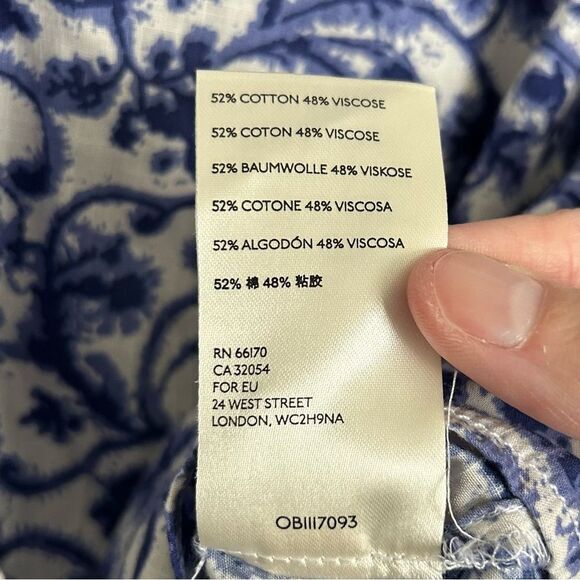 52% COTTON 48% VISCOSE
52% COTON 48% VISCOSE
52% BAUMWOLLE 48% VISKOSE
52% COTONE 48% VISCOSA
52% ALGODÓN 48% VISCOSA
52% 棉 48% 粘胶
RN 66170
CA 32054
FOR EU
24 WEST STREET
LONDON, WC2H9NA
OB1117093